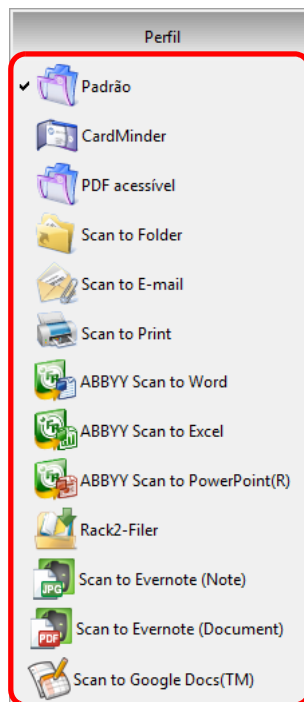 Perfil
Padrão
CardMinder
PDF acessível
Scan to Folder
Scan to E-mail
Scan to Print
ABBYY Scan to Word
ABBYY Scan to Excel
ABBYY Scan to PowerPoint(R)
Rack2-Filer
JPG Scan to Evernote (Note)
PDF Scan to Evernote (Document)
Scan to Google Docs(TM)